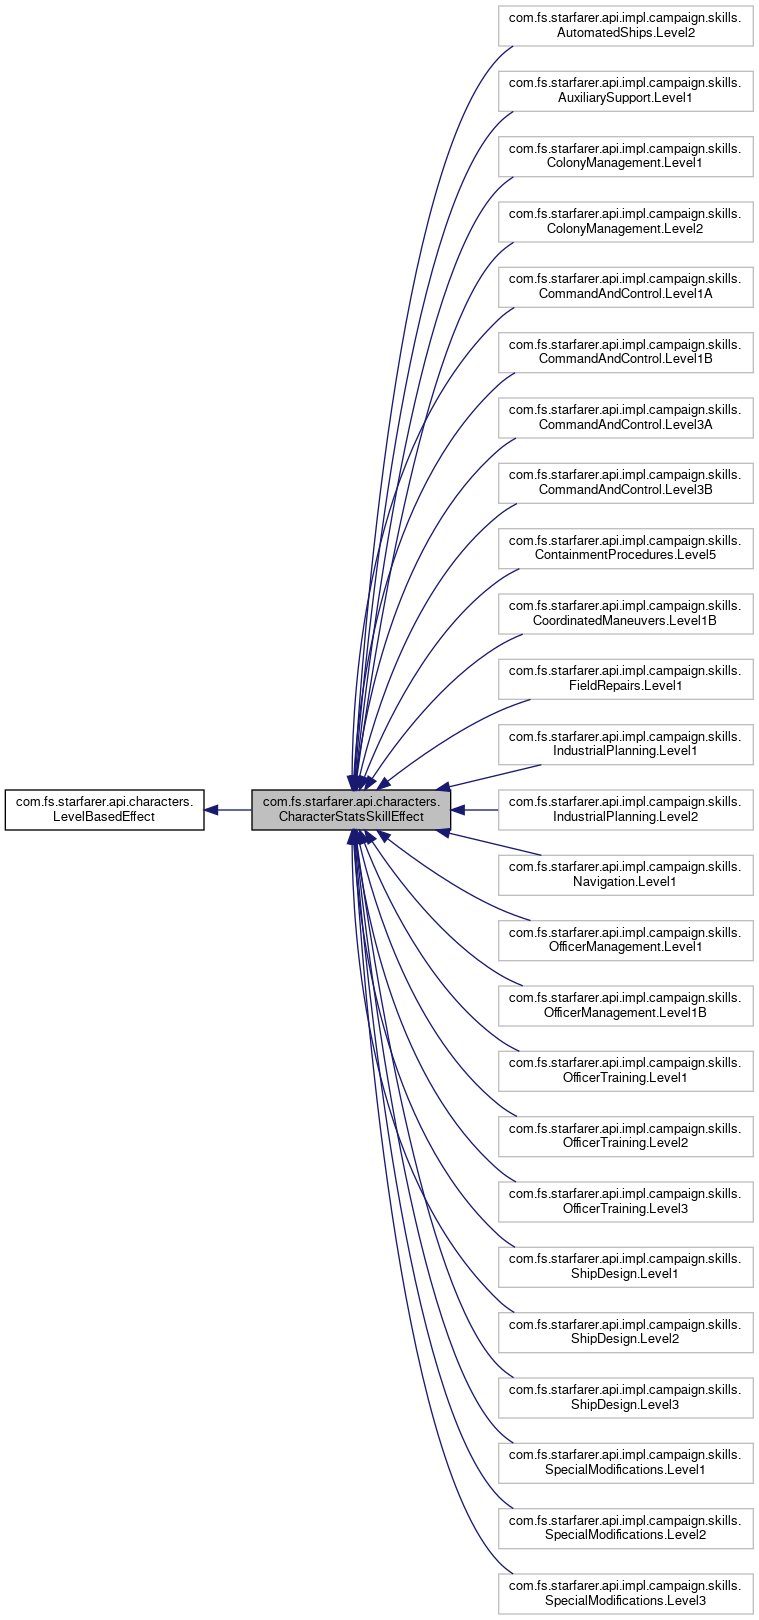 com.fs.starfarer.api.impl.campaign.skills.
AutomatedShips.Level2
com.fs.starfarer.api.impl.campaign.skills.
AuxiliarySupport.Level1
com.fs.starfarer.api.impl.campaign.skills.
ColonyManagement.Level1
com.fs.starfarer.api.impl.campaign.skills.
ColonyManagement.Level2
com.fs.starfarer.api.impl.campaign.skills.
CommandAndControl.Level1A
com.fs.starfarer.api.impl.campaign.skills.
CommandAndControl.Level1B
com.fs.starfarer.api.impl.campaign.skills.
CommandAndControl.Level3A
com.fs.starfarer.api.impl.campaign.skills.
CommandAndControl.Level3B
com.fs.starfarer.api.impl.campaign.skills.
ContainmentProcedures.Level5
com.fs.starfarer.api.impl.campaign.skills.
CoordinatedManeuvers.Level1B
com.fs.starfarer.api.impl.campaign.skills.
FieldRepairs.Level1
com.fs.starfarer.api.impl.campaign.skills.
IndustrialPlanning.Level1
com.fs.starfarer.api.characters.
LevelBasedEffect
com.fs.starfarer.api.characters.
CharacterStatsSkillEffect
com.fs.starfarer.api.impl.campaign.skills.
IndustrialPlanning.Level2
com.fs.starfarer.api.impl.campaign.skills.
Navigation.Level1
com.fs.starfarer.api.impl.campaign.skills.
OfficerManagement.Level1
com.fs.starfarer.api.impl.campaign.skills.
OfficerManagement.Level1B
com.fs.starfarer.api.impl.campaign.skills.
OfficerTraining.Level1
com.fs.starfarer.api.impl.campaign.skills.
OfficerTraining.Level2
com.fs.starfarer.api.impl.campaign.skills.
OfficerTraining.Level3
com.fs.starfarer.api.impl.campaign.skills.
ShipDesign.Level1
com.fs.starfarer.api.impl.campaign.skills.
ShipDesign.Level2
com.fs.starfarer.api.impl.campaign.skills.
ShipDesign.Level3
com.fs.starfarer.api.impl.campaign.skills.
SpecialModifications.Level1
com.fs.starfarer.api.impl.campaign.skills.
SpecialModifications.Level2
com.fs.starfarer.api.impl.campaign.skills.
SpecialModifications.Level3